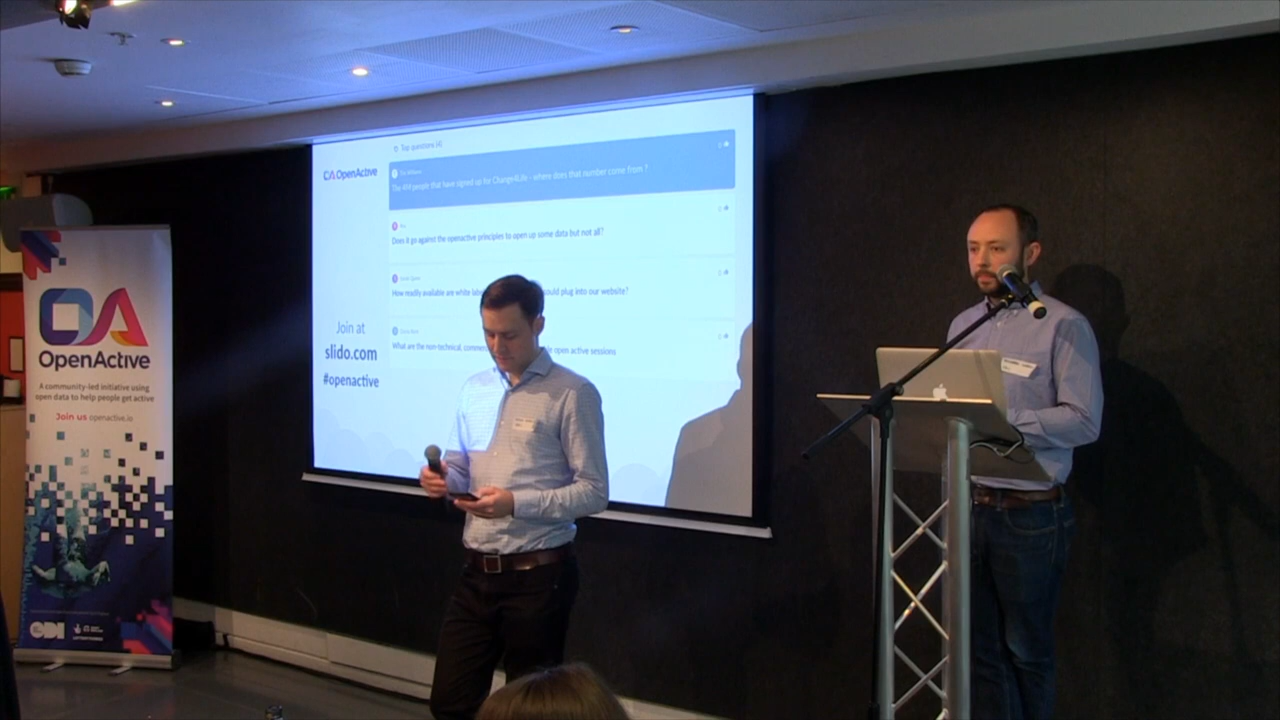 OA
OpenActive
A community-led initiative using
open data to help people get active
Join us openactive.io
ODI
OA OpenActive
Join at
slido.com
#openactive
Top questions (4)
The people that have signed up for Change4Life - where does that number come from ?
Does it go against the openactive principles to open up some data but not all?
How readily available are white could plug into our website?
What are the non-technical, open active sessions